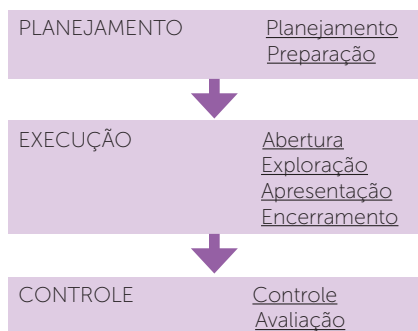 PLANEJAMENTO Planejamento
Preparação
EXECUÇÃO Abertura
Exploração
Apresentação
Encerramento
CONTROLE Controle
Avaliação